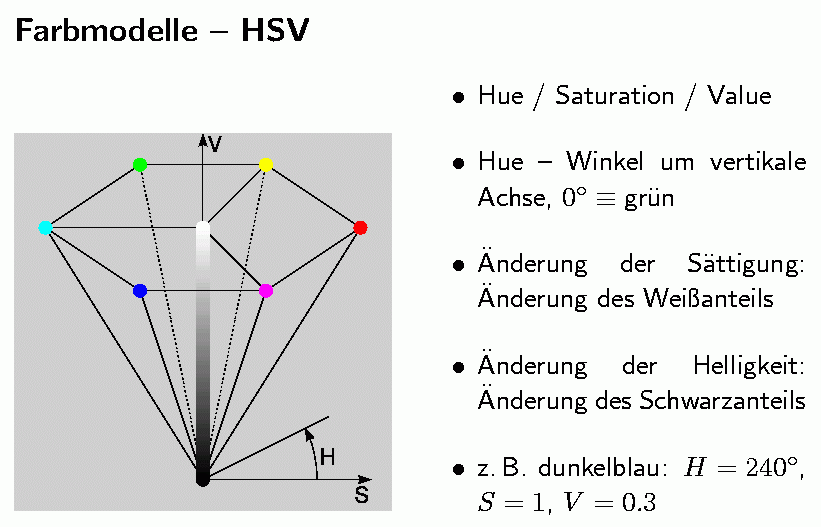 Farbmodelle – HSV
• Hue / Saturation / Value
• Hue – Winkel um vertikale
Achse, 0° ≡ grün
• Änderung der Sättigung:
Änderung des Weißanteils
• Änderung der Helligkeit:
Änderung des Schwarzanteils
• z. B. dunkelblau: H = 240°,
S = 1, V = 0.3
V
H
S